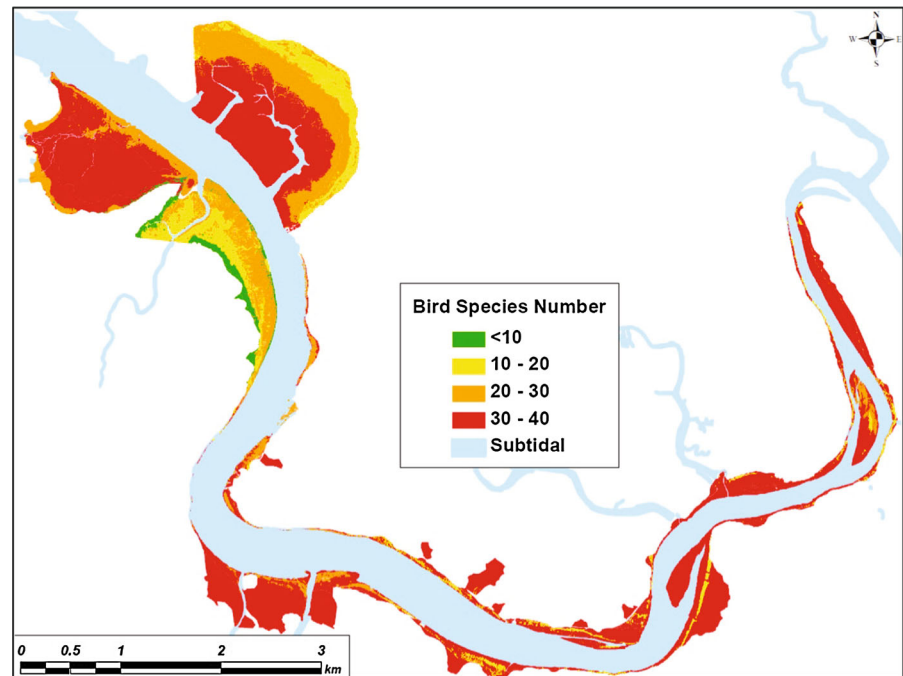 N
W E
S
Bird Species Number
<10
10 - 20
20 - 30
30 - 40
Subtidal
0 0.5 1 2 3
km